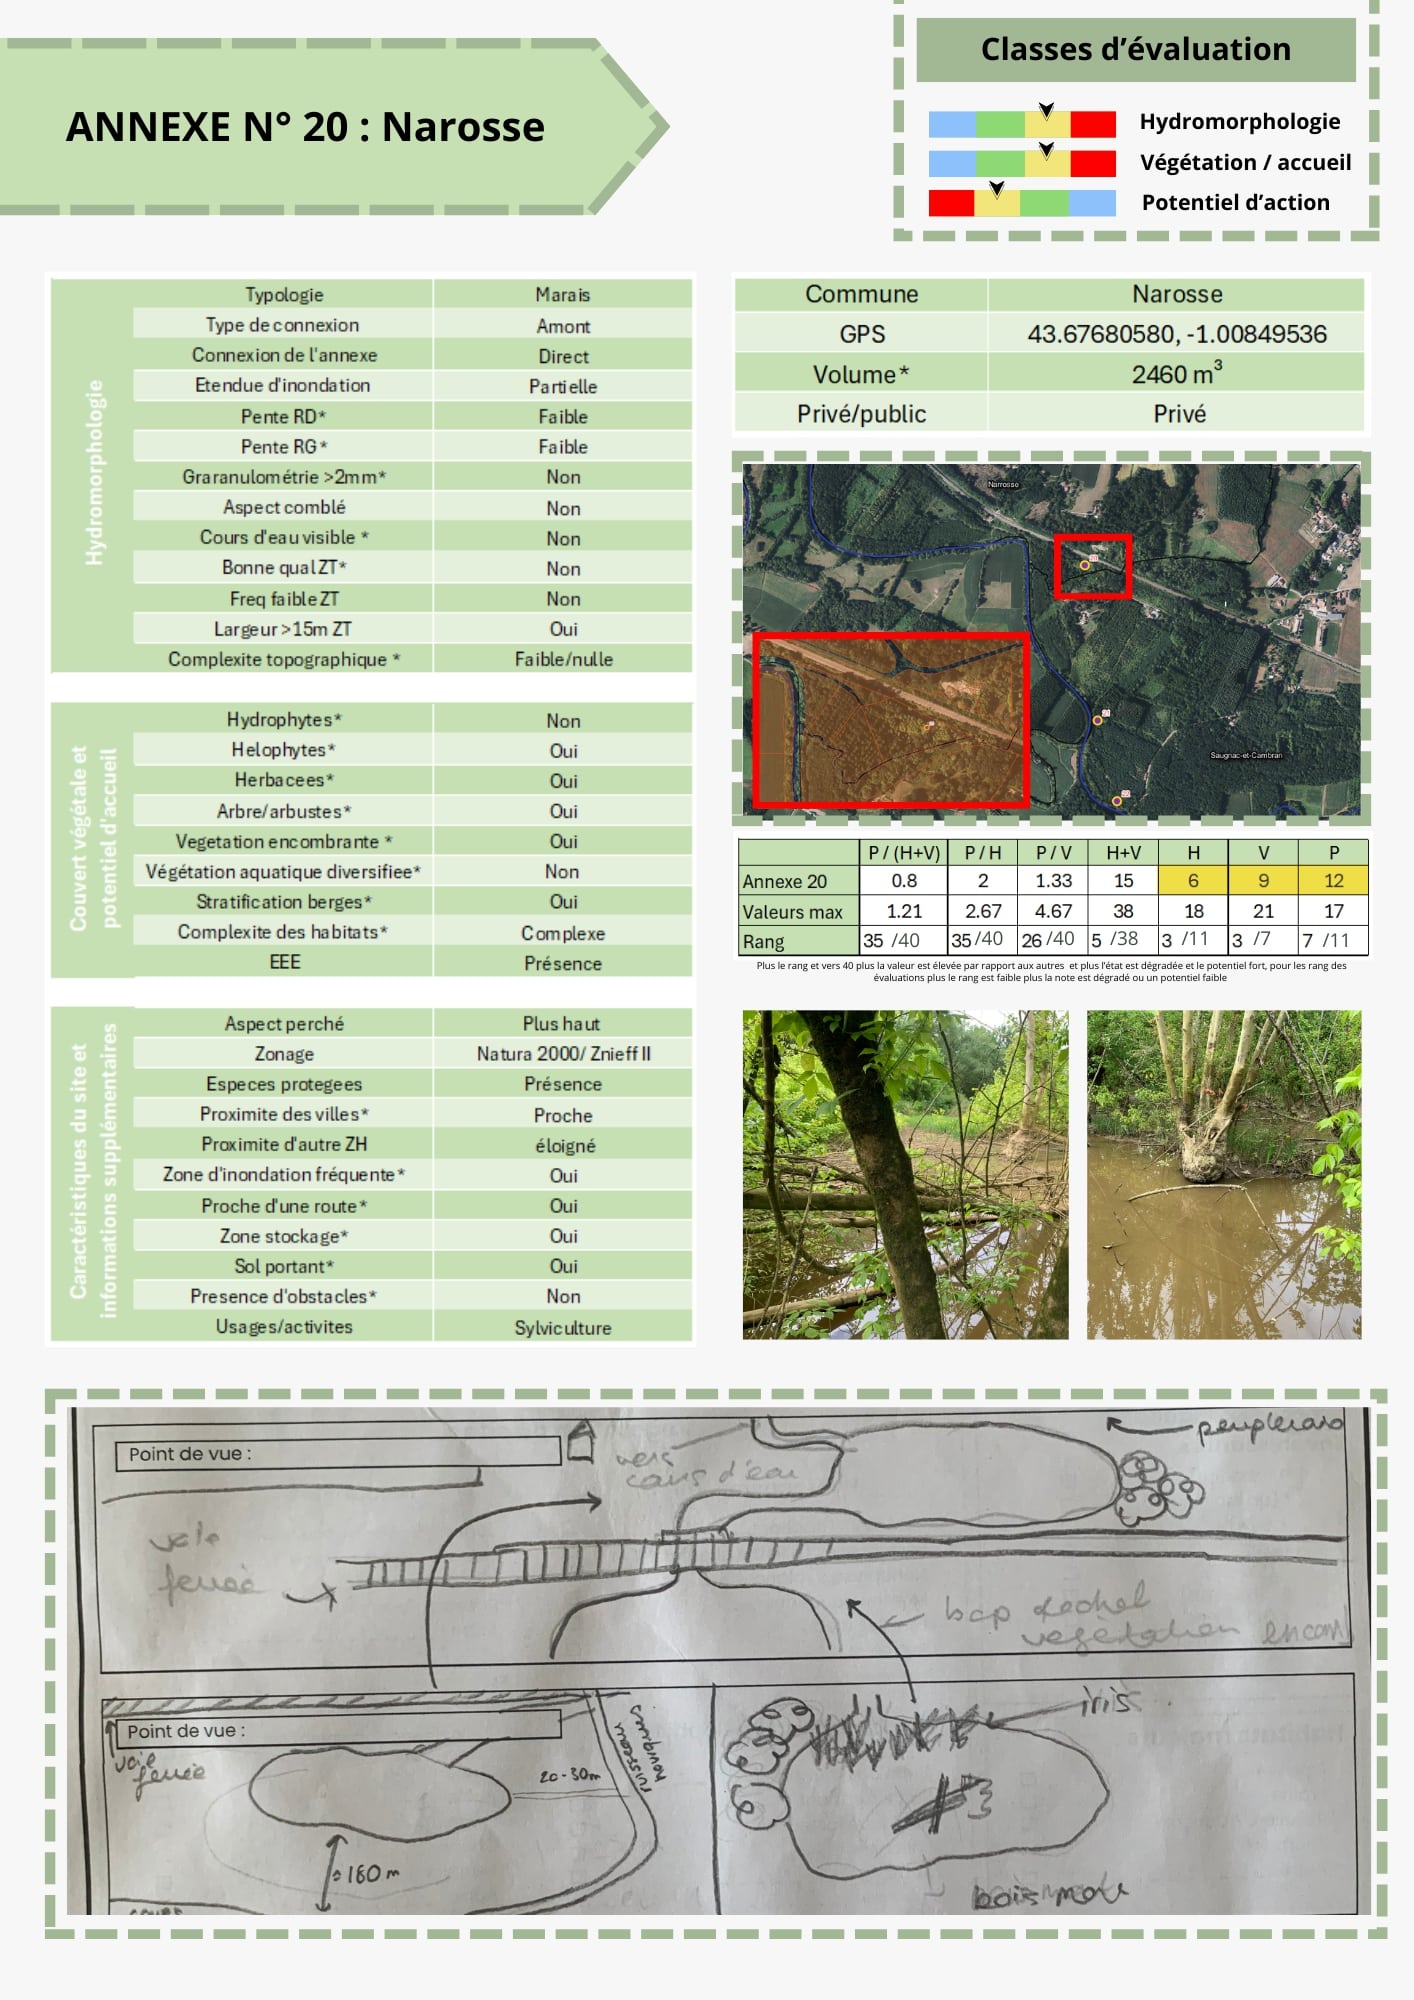 ANNEXE N° 20 : Narosse
Classes d'évaluation
Hydromorphologie
Végétation / accueil
Potentiel d'action
Hydromorphologie
Typologie Marais
Type de connexion Amont
Connexion de l'annexe Direct
Etendue d'inondation Partielle
Pente RD* Faible
Pente RG* Faible
Graranulométrie >2mm* Non
Aspect comblé Non
Cours d'eau visible * Non
Bonne qual ZT* Non
Freq faible ZT Non
Largeur >15m ZT Oui
Complexite topographique * Faible/nulle
Couvert végétale et
potentiel d'accueil
Hydrophytes* Non
Helophytes* Oui
Herbacees* Oui
Arbre/arbustes* Oui
Vegetation encombrante * Oui
Végétation aquatique diversifiee* Non
Stratification berges* Oui
Complexite des habitats* Complexe
EEE Présence
Caractéristiques du site et
informations supplémentaires
Aspect perché Plus haut
Zonage Natura 2000/ Znieff II
Especes protegees Présence
Proximite des villes* Proche
Proximite d'autre ZH éloigné
Zone d'inondation fréquente* Oui
Proche d'une route* Oui
Zone stockage* Oui
Sol portant* Oui
Presence d'obstacles* Non
Usages/activites Sylviculture
Commune Narosse
GPS 43.67680580, -1.00849536
Volume* 2460 m³
Privé/public Privé
Narrosse
21
Saugnac-et-Cambran
22
P / (H+V) P / H P / V H+V H V P
Annexe 20 0.8 2 1.33 15 6 9 12
Valeurs max 1.21 2.67 4.67 38 18 21 17
Rang 35 /40 35 /40 26 /40 5 /38 3 /11 3 /7 7 /11
Plus le rang et vers 40 plus la valeur est élevée par rapport aux autres et plus l'état est dégradée et le potentiel fort, pour les rang des
évaluations plus le rang est faible plus la note est dégradé ou un potentiel faible
Point de vue :
vers
cours d'eau
voie
ferrée
végétation
Point de vue :
voie
ferrée
20-30m
ruisseau
160 m
iris
bois mort